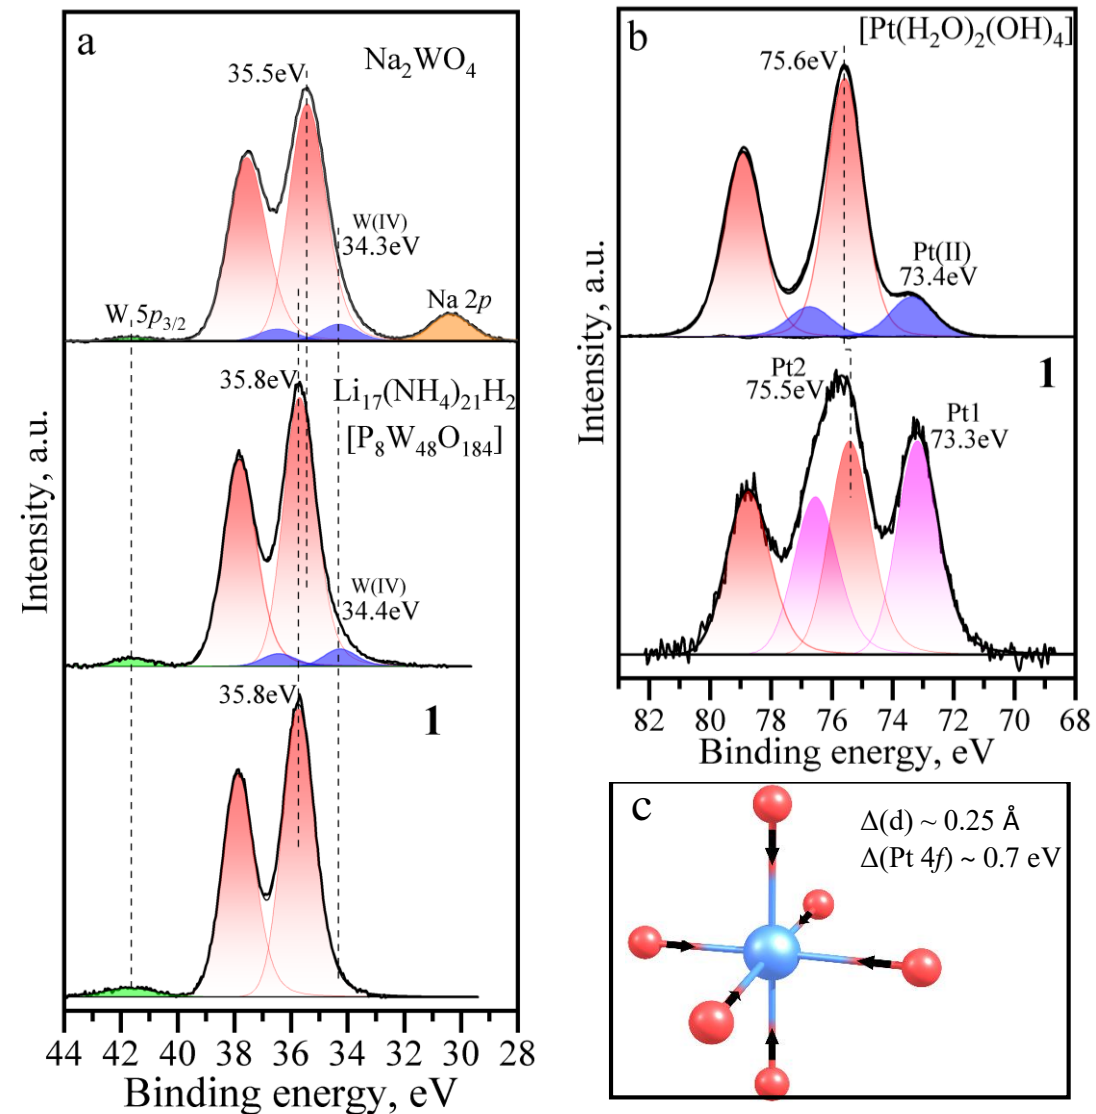 a
Na₂WO₄
35.5eV
W(IV)
34.3eV
W 5p₃/₂
Na 2p
35.8eV
Li₁₇(NH₄)₂₁H₂
[P₈W₄₈O₁₈₄]
W(IV)
34.4eV
35.8eV
1
Intensity, a.u.
44 42 40 38 36 34 32 30 28
Binding energy, eV
b
[Pt(H₂O)₂(OH)₄]
75.6eV
Pt(II)
73.4eV
1
Pt2
75.5eV
Pt1
73.3eV
Intensity, a.u.
82 80 78 76 74 72 70 68
Binding energy, eV
c
Δ(d) ~ 0.25 Å
Δ(Pt 4f) ~ 0.7 eV